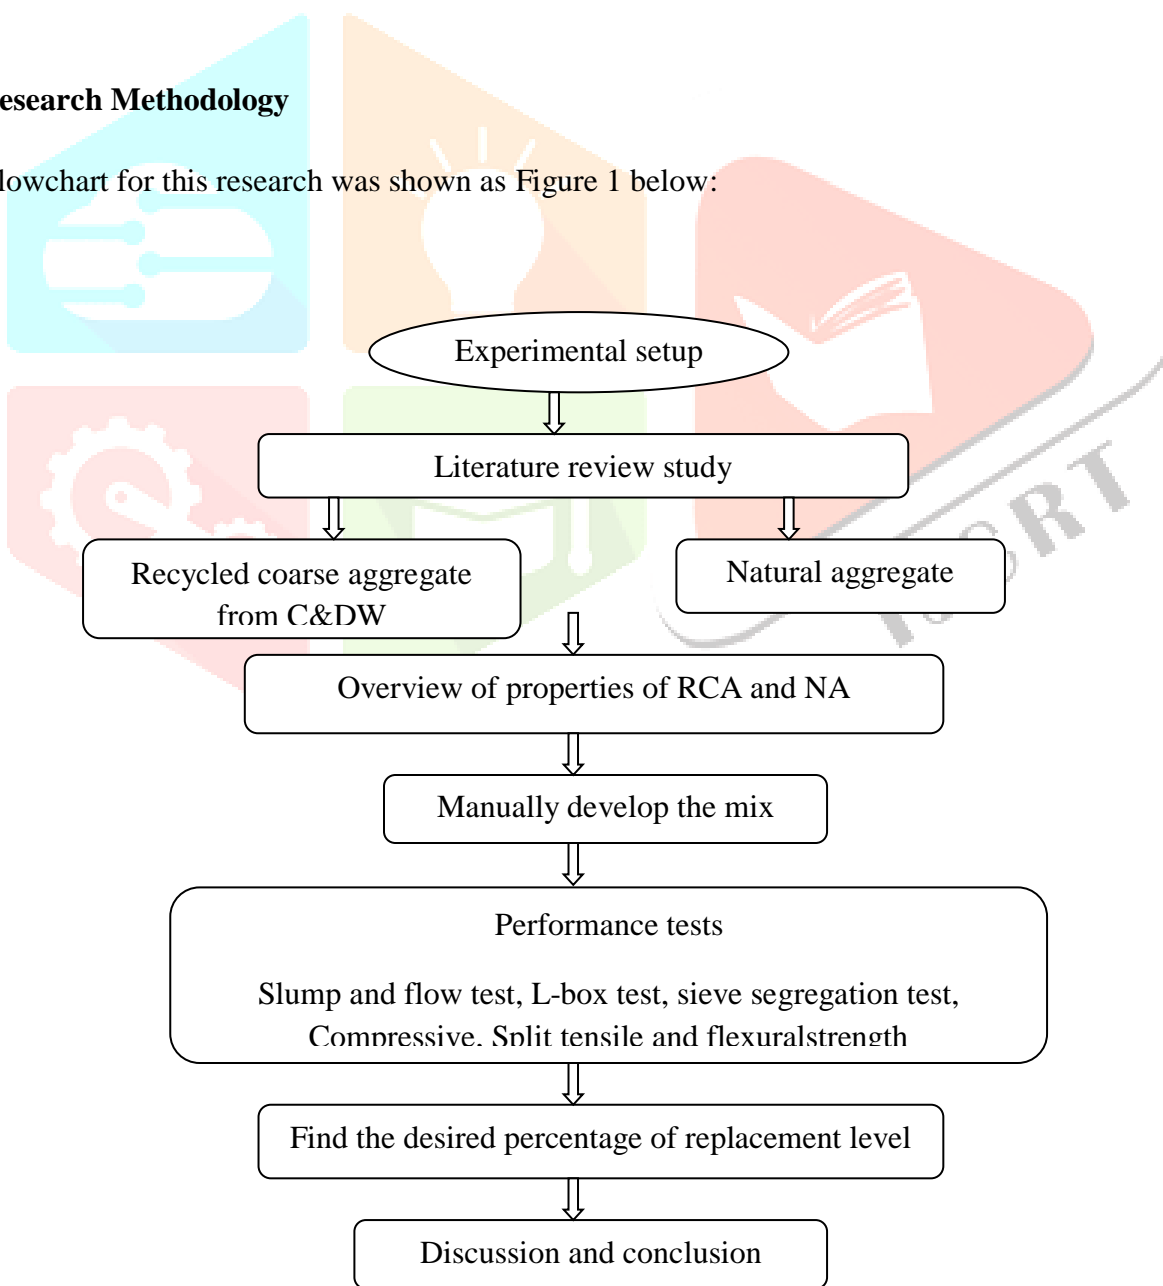 esearch Methodology
lowchart for this research was shown as Figure 1 below:
Experimental setup
Literature review study
Recycled coarse aggregate
from C&DW
Natural aggregate
Overview of properties of RCA and NA
Manually develop the mix
Performance tests
Slump and flow test, L-box test, sieve segregation test,
Compressive, Split tensile and flexuralstrength
Find the desired percentage of replacement level
Discussion and conclusion